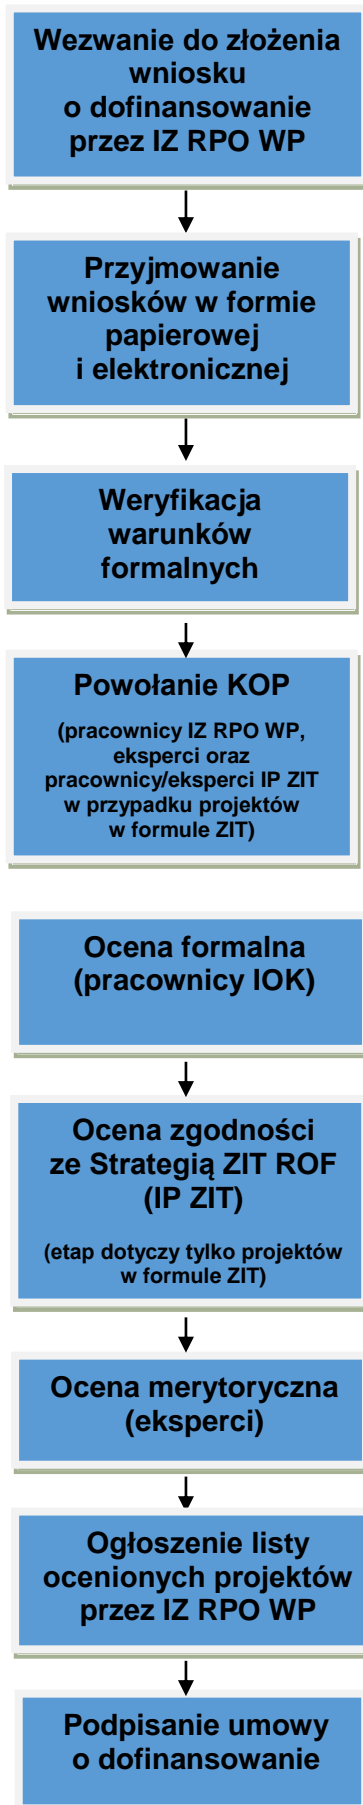 Wezwanie do złożenia
wniosku
o dofinansowanie
przez IZ RPO WP
Przyjmowanie
wniosków w formie
papierowej
i elektronicznej
Weryfikacja
warunków
formalnych
Powołanie KOP
(pracownicy IZ RPO WP,
eksperci oraz
pracownicy/eksperci IP ZIT
w przypadku projektów
w formule ZIT)
Ocena formalna
(pracownicy IOK)
Ocena zgodności
ze Strategią ZIT ROF
(IP ZIT)
(etap dotyczy tylko projektów
w formule ZIT)
Ocena merytoryczna
(eksperci)
Ogłoszenie listy
ocenionych projektów
przez IZ RPO WP
Podpisanie umowy
o dofinansowanie